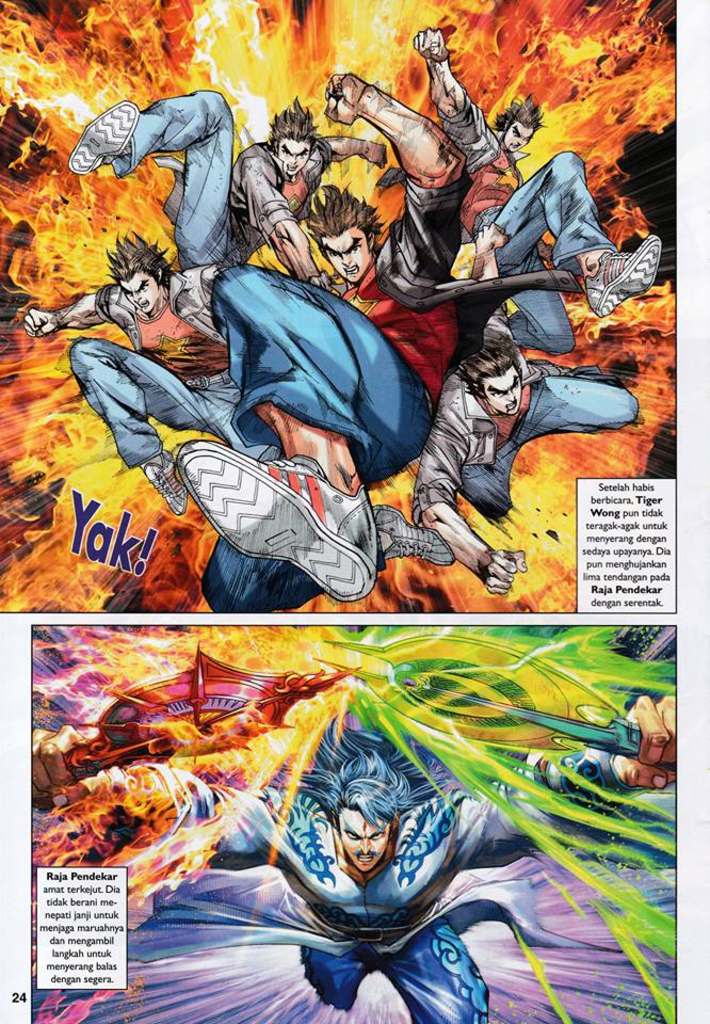 Yak!
Setelah habis
berbicara, Tiger
Wong pun tidak
teragak-agak untuk
menyerang dengan
sedaya upayanya. Dia
pun menghujankan
lima tendangan pada
Raja Pendekar
dengan serentak.
Raja Pendekar
amat terkejut. Dia
tidak berani me-
nepati janji untuk
menjaga maruahnya
dan mengambil
langkah untuk
menyerang balas
dengan segera.
24